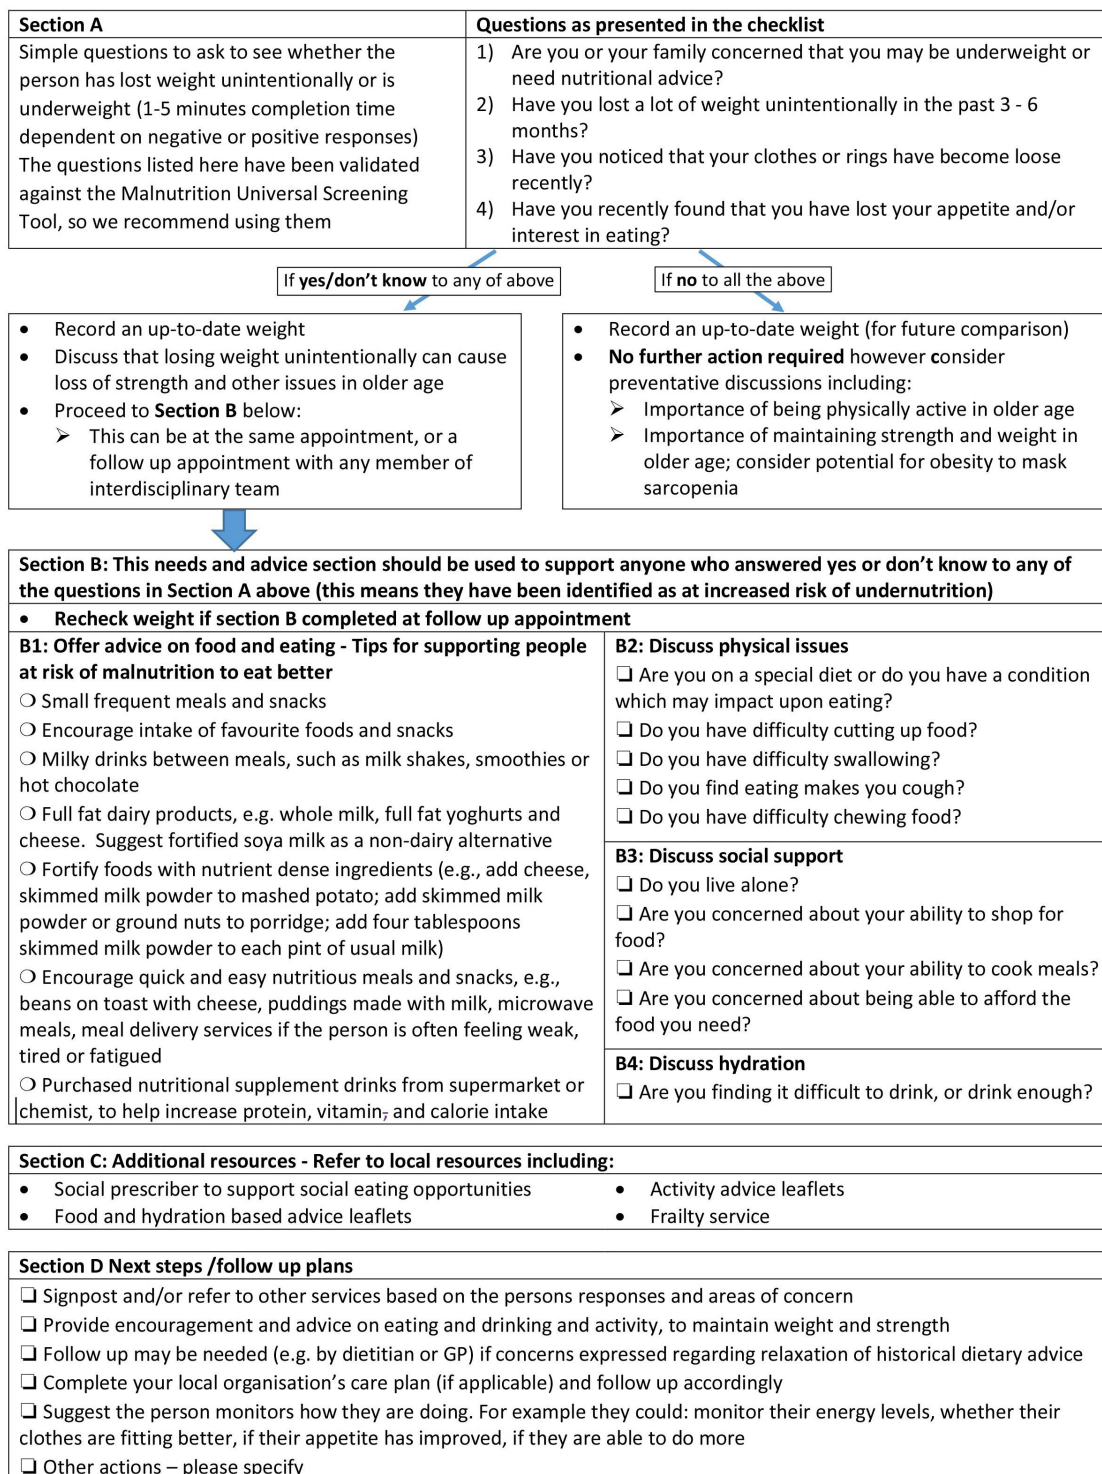 Section A
Simple questions to ask to see whether the
person has lost weight unintentionally or is
underweight (1-5 minutes completion time
dependent on negative or positive responses)
The questions listed here have been validated
against the Malnutrition Universal Screening
Tool, so we recommend using them
Questions as presented in the checklist
1) Are you or your family concerned that you may be underweight or
need nutritional advice?
2) Have you lost a lot of weight unintentionally in the past 3 - 6
months?
3) Have you noticed that your clothes or rings have become loose
recently?
4) Have you recently found that you have lost your appetite and/or
interest in eating?
If yes/don’t know to any of above
If no to all the above
• Record an up-to-date weight
• Discuss that losing weight unintentionally can cause
loss of strength and other issues in older age
• Proceed to Section B below:
➢ This can be at the same appointment, or a
follow up appointment with any member of
interdisciplinary team
• Record an up-to-date weight (for future comparison)
• No further action required however consider
preventative discussions including:
➢ Importance of being physically active in older age
➢ Importance of maintaining strength and weight in
older age; consider potential for obesity to mask
sarcopenia
Section B: This needs and advice section should be used to support anyone who answered yes or don’t know to any of
the questions in Section A above (this means they have been identified as at increased risk of undernutrition)
• Recheck weight if section B completed at follow up appointment
B1: Offer advice on food and eating - Tips for supporting people
at risk of malnutrition to eat better
❍ Small frequent meals and snacks
❍ Encourage intake of favourite foods and snacks
❍ Milky drinks between meals, such as milk shakes, smoothies or
hot chocolate
❍ Full fat dairy products, e.g. whole milk, full fat yoghurts and
cheese. Suggest fortified soya milk as a non-dairy alternative
❍ Fortify foods with nutrient dense ingredients (e.g., add cheese,
skimmed milk powder to mashed potato; add skimmed milk
powder or ground nuts to porridge; add four tablespoons
skimmed milk powder to each pint of usual milk)
❍ Encourage quick and easy nutritious meals and snacks, e.g.,
beans on toast with cheese, puddings made with milk, microwave
meals, meal delivery services if the person is often feeling weak,
tired or fatigued
❍ Purchased nutritional supplement drinks from supermarket or
chemist, to help increase protein, vitamin, and calorie intake
B2: Discuss physical issues
❏ Are you on a special diet or do you have a condition
which may impact upon eating?
❏ Do you have difficulty cutting up food?
❏ Do you have difficulty swallowing?
❏ Do you find eating makes you cough?
❏ Do you have difficulty chewing food?
B3: Discuss social support
❏ Do you live alone?
❏ Are you concerned about your ability to shop for
food?
❏ Are you concerned about your ability to cook meals?
❏ Are you concerned about being able to afford the
food you need?
B4: Discuss hydration
❏ Are you finding it difficult to drink, or drink enough?
Section C: Additional resources - Refer to local resources including:
• Social prescriber to support social eating opportunities
• Food and hydration based advice leaflets
• Activity advice leaflets
• Frailty service
Section D Next steps /follow up plans
❏ Signpost and/or refer to other services based on the persons responses and areas of concern
❏ Provide encouragement and advice on eating and drinking and activity, to maintain weight and strength
❏ Follow up may be needed (e.g. by dietitian or GP) if concerns expressed regarding relaxation of historical dietary advice
❏ Complete your local organisation’s care plan (if applicable) and follow up accordingly
❏ Suggest the person monitors how they are doing. For example they could: monitor their energy levels, whether their
clothes are fitting better, if their appetite has improved, if they are able to do more
❏ Other actions – please specify